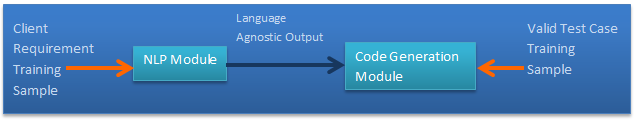 Client
Requirement
Training
Sample
NLP Module
Language
Agnostic Output
Code Generation
Module
Valid Test Case
Training
Sample